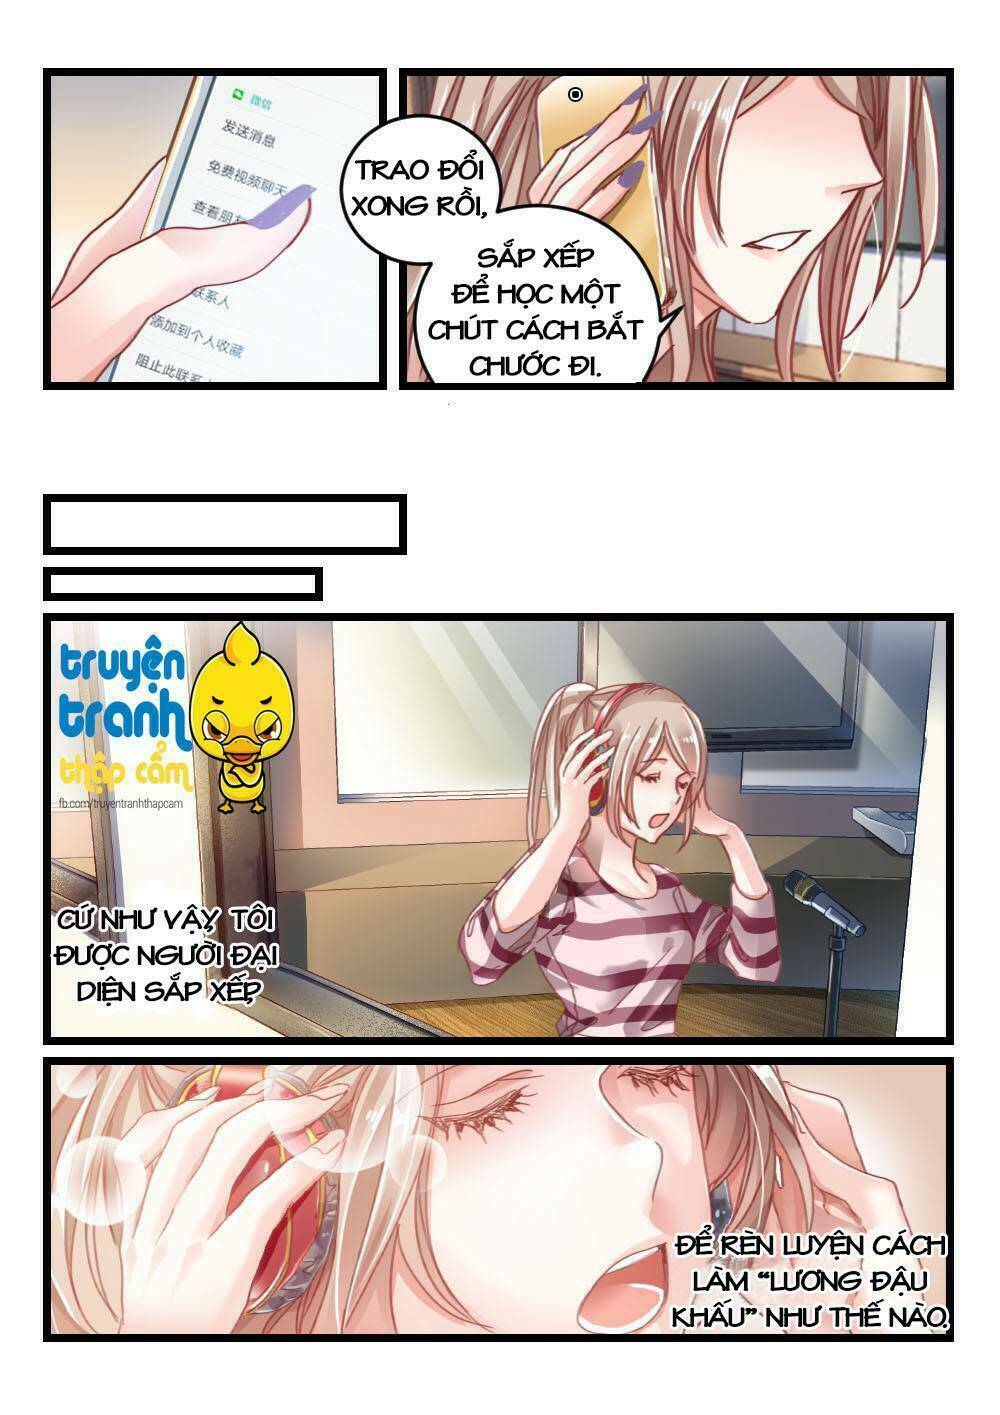 微信
发送消息
免费视频聊天
查看朋友
联系人
添加到个人收藏
阻止此联系人
TRAO ĐỔI
XONG RỒI,
SẮP XẾP
ĐỂ HỌC MỘT
CHÚT CÁCH BẮT
CHƯỚC ĐI.
truyện
tranh
thập cẩm
fb.com/truyentranhthapcam
CỨ NHƯ VẬY, TÔI
ĐƯỢC NGƯỜI ĐẠI
DIỆN SẮP XẾP,
ĐỂ RÈN LUYỆN CÁCH
LÀM “LƯƠNG ĐẬU
KHẤU” NHƯ THẾ NÀO.